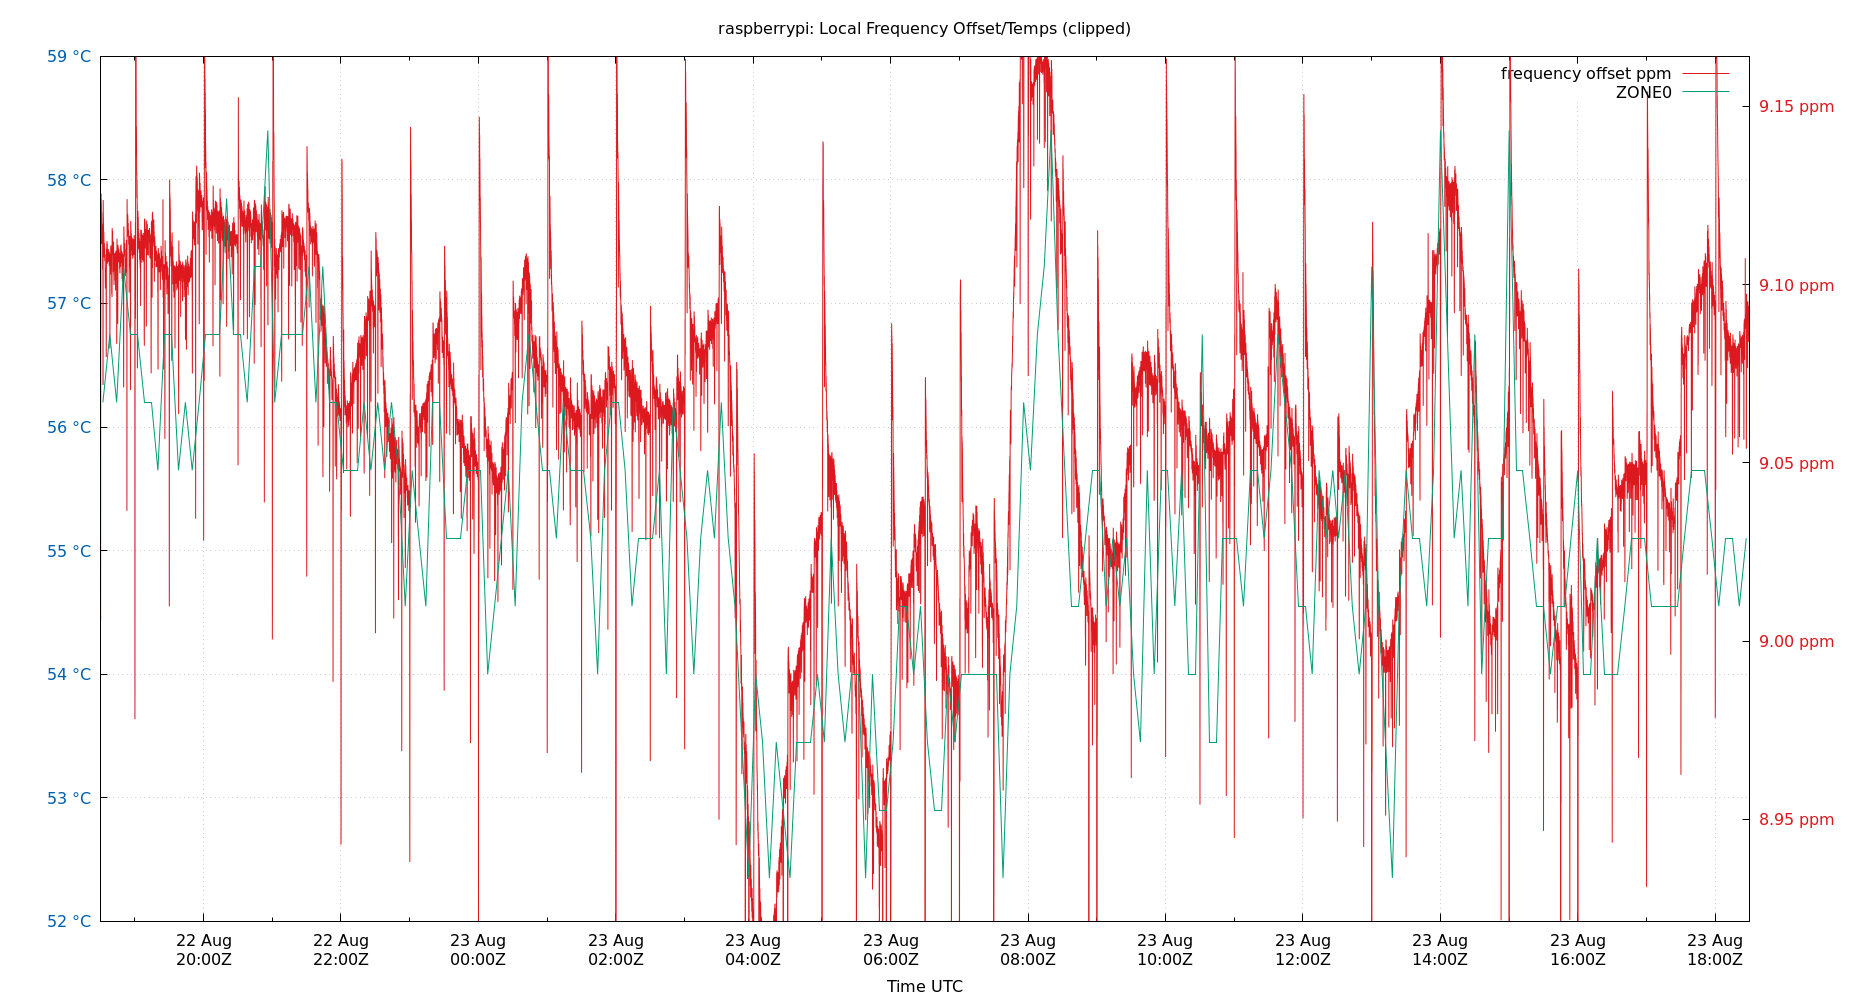 raspberrypi: Local Frequency Offset/Temps (clipped)
frequency offset ppm
ZONE0
59 °C
58 °C
57 °C
56 °C
55 °C
54 °C
53 °C
52 °C
9.15 ppm
9.10 ppm
9.05 ppm
9.00 ppm
8.95 ppm
22 Aug 22 Aug 23 Aug 23 Aug 23 Aug 23 Aug 23 Aug 23 Aug 23 Aug 23 Aug 23 Aug 23 Aug
20:00Z 22:00Z 00:00Z 02:00Z 04:00Z 06:00Z 08:00Z 10:00Z 12:00Z 14:00Z 16:00Z 18:00Z
Time UTC